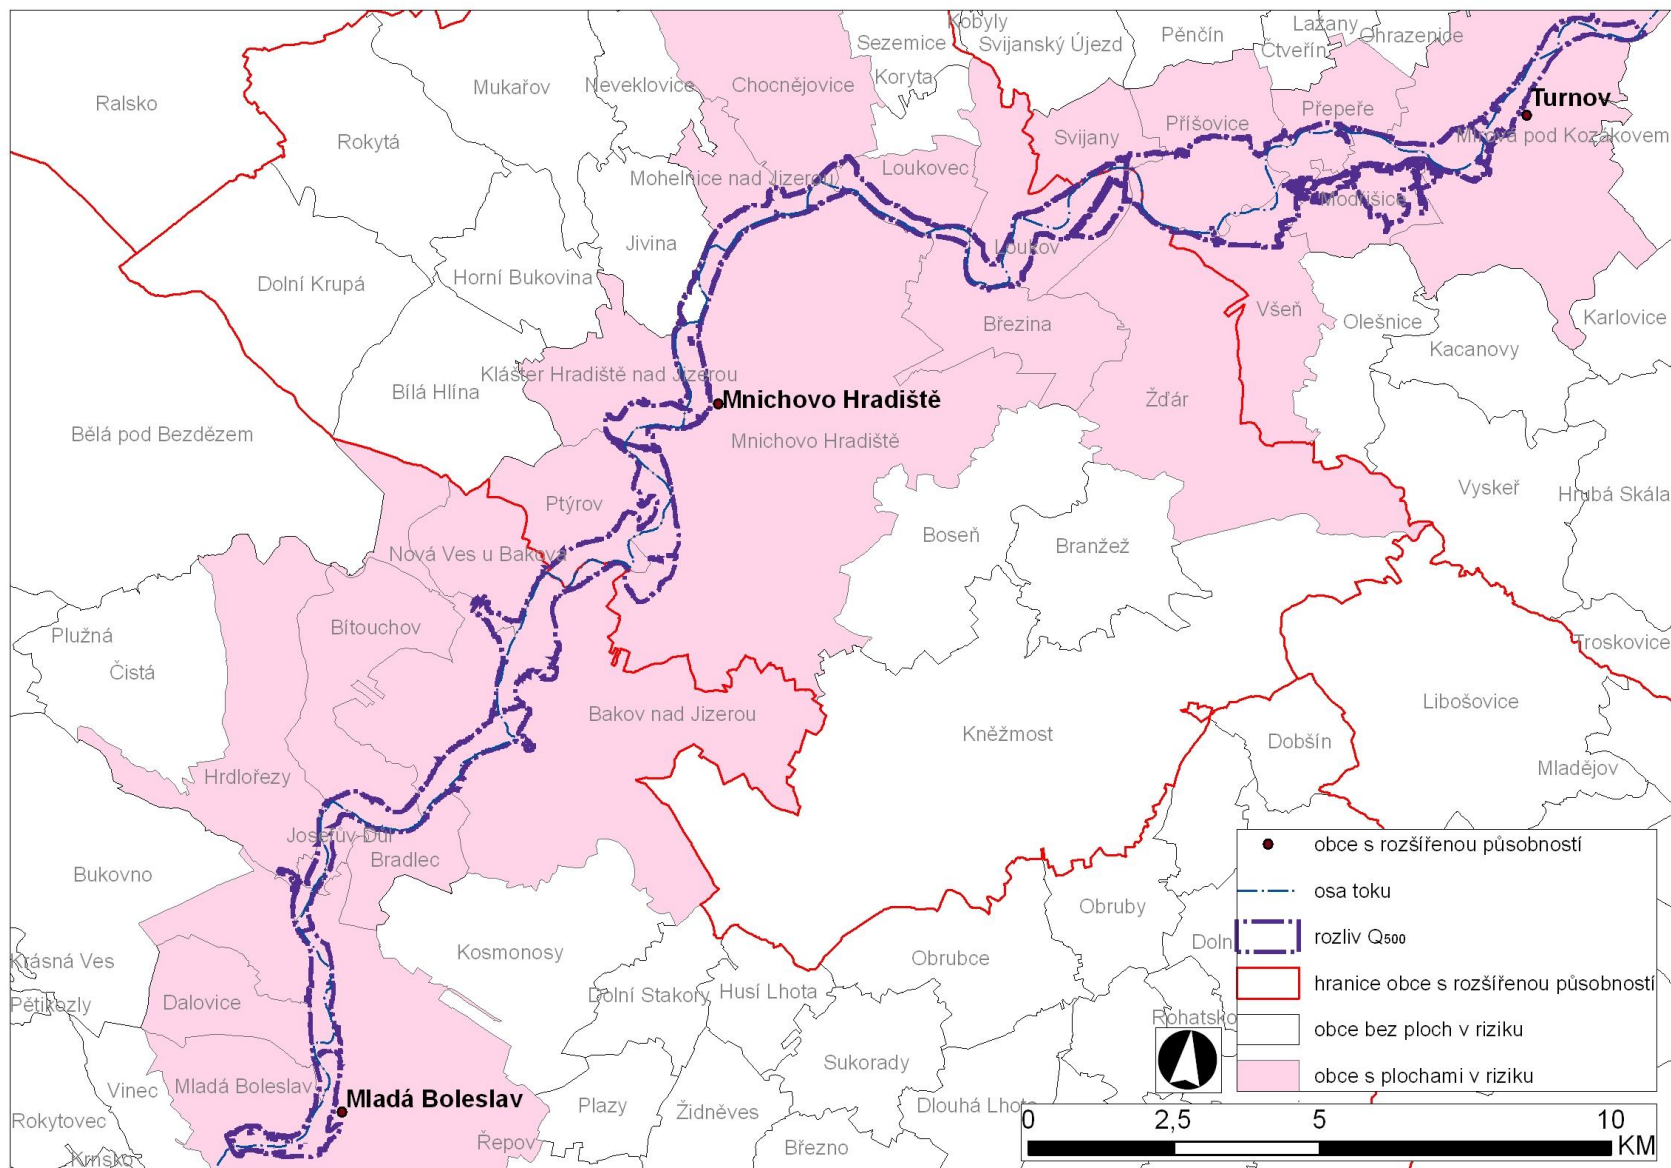 Kobyly
Lažany
Sezemice
Svijanský Újezd
Pěnčín
Čtveřín
Ohrazenice
Ralsko
Mukařov
Neveklovice
Chocnějovice
Koryta
Turnov
Rokytá
Svijany
Příšovice
Přepeře
Mírová pod Kozákovem
Mohelnice nad Jizerou
Loukovec
Modřišice
Jivina
Loukov
Dolní Krupá
Horní Bukovina
Březina
Všeň
Olešnice
Karlovice
Kacanovy
Klášter Hradiště nad Jizerou
Bílá Hlína
Mnichovo Hradiště
Žďár
Bělá pod Bezdězem
Mnichovo Hradiště
Ptýrov
Vyskeř
Hrubá Skála
Boseň
Branžež
Nová Ves u Bakova
Plužná
Bítouchov
Troskovice
Čistá
Bakov nad Jizerou
Libošovice
Kněžmost
Dobšín
Hrdlořezy
Mladějov
Josefův Důl
Bradlec
Bukovno
Obruby
Kosmonosy
Doln
Krásná Ves
Obrubce
Dalovice
Dolní Stakory
Husí Lhota
Pětikozly
Rohatsko
Sukorady
Vinec
Mladá Boleslav
Mladá Boleslav
Plazy
Židněves
Dlouhá Lhota
Rokytovec
Řepov
Březno
Krnsko
obce s rozšířenou působností
osa toku
rozliv Q500
hranice obce s rozšířenou působností
obce bez ploch v riziku
obce s plochami v riziku
0 2,5 5 10
KM